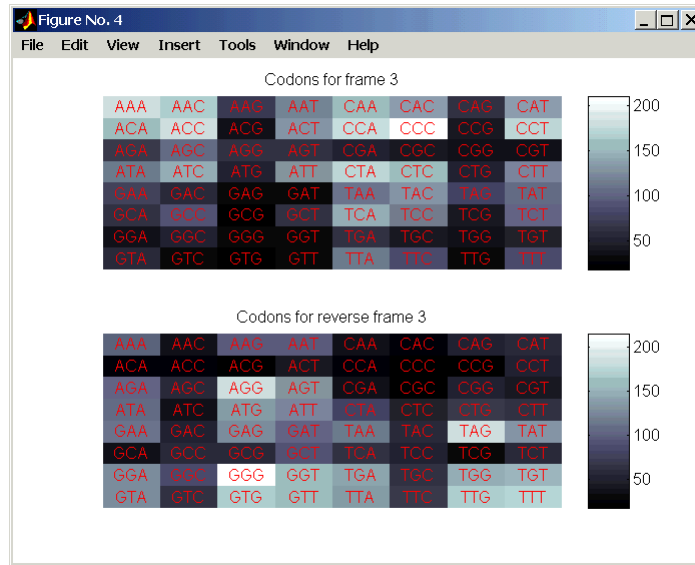 Figure No. 4
File Edit View Insert Tools Window Help
Codons for frame 3
AAA AAC AAG AAT CAA CAC CAG CAT
ACA ACC ACG ACT CCA CCC CCG CCT
AGA AGC AGG AGT CGA CGC CGG CGT
ATA ATC ATG ATT CTA CTC CTG CTT
GAA GAC GAG GAT TAA TAC TAG TAT
GCA GCC GCG GCT TCA TCC TCG TCT
GGA GGC GGG GGT TGA TGC TGG TGT
GTA GTC GTG GTT TTA TTC TTG TTT
200
150
100
50
Codons for reverse frame 3
AAA AAC AAG AAT CAA CAC CAG CAT
ACA ACC ACG ACT CCA CCC CCG CCT
AGA AGC AGG AGT CGA CGC CGG CGT
ATA ATC ATG ATT CTA CTC CTG CTT
GAA GAC GAG GAT TAA TAC TAG TAT
GCA GCC GCG GCT TCA TCC TCG TCT
GGA GGC GGG GGT TGA TGC TGG TGT
GTA GTC GTG GTT TTA TTC TTG TTT
200
150
100
50